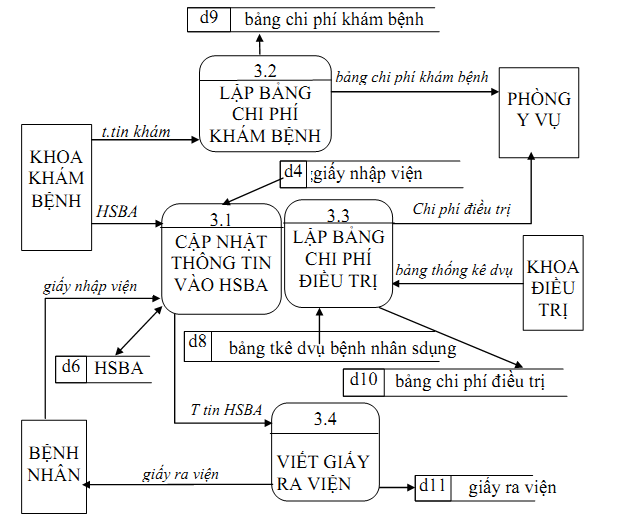 d9 bảng chi phí khám bệnh
3.2
LẬP BẢNG
CHI PHÍ
KHÁM BỆNH
bảng chi phí khám bệnh
PHÒNG
Y VỤ
t.tin khám
KHOA
KHÁM
BỆNH
d4 giấy nhập viện
HSBA
3.1
CẬP NHẬT
THÔNG TIN
VÀO HSBA
3.3
LẬP BẢNG
CHI PHÍ
ĐIỀU TRỊ
Chi phí điều trị
bảng thống kê dvụ
KHOA
ĐIỀU
TRỊ
giấy nhập viện
d8 bảng tkê dvụ bệnh nhân sdụng
d6 HSBA
d10 bảng chi phí điều trị
T tin HSBA
3.4
VIẾT GIẤY
RA VIỆN
BỆNH
NHÂN
giấy ra viện
d11 giấy ra viện